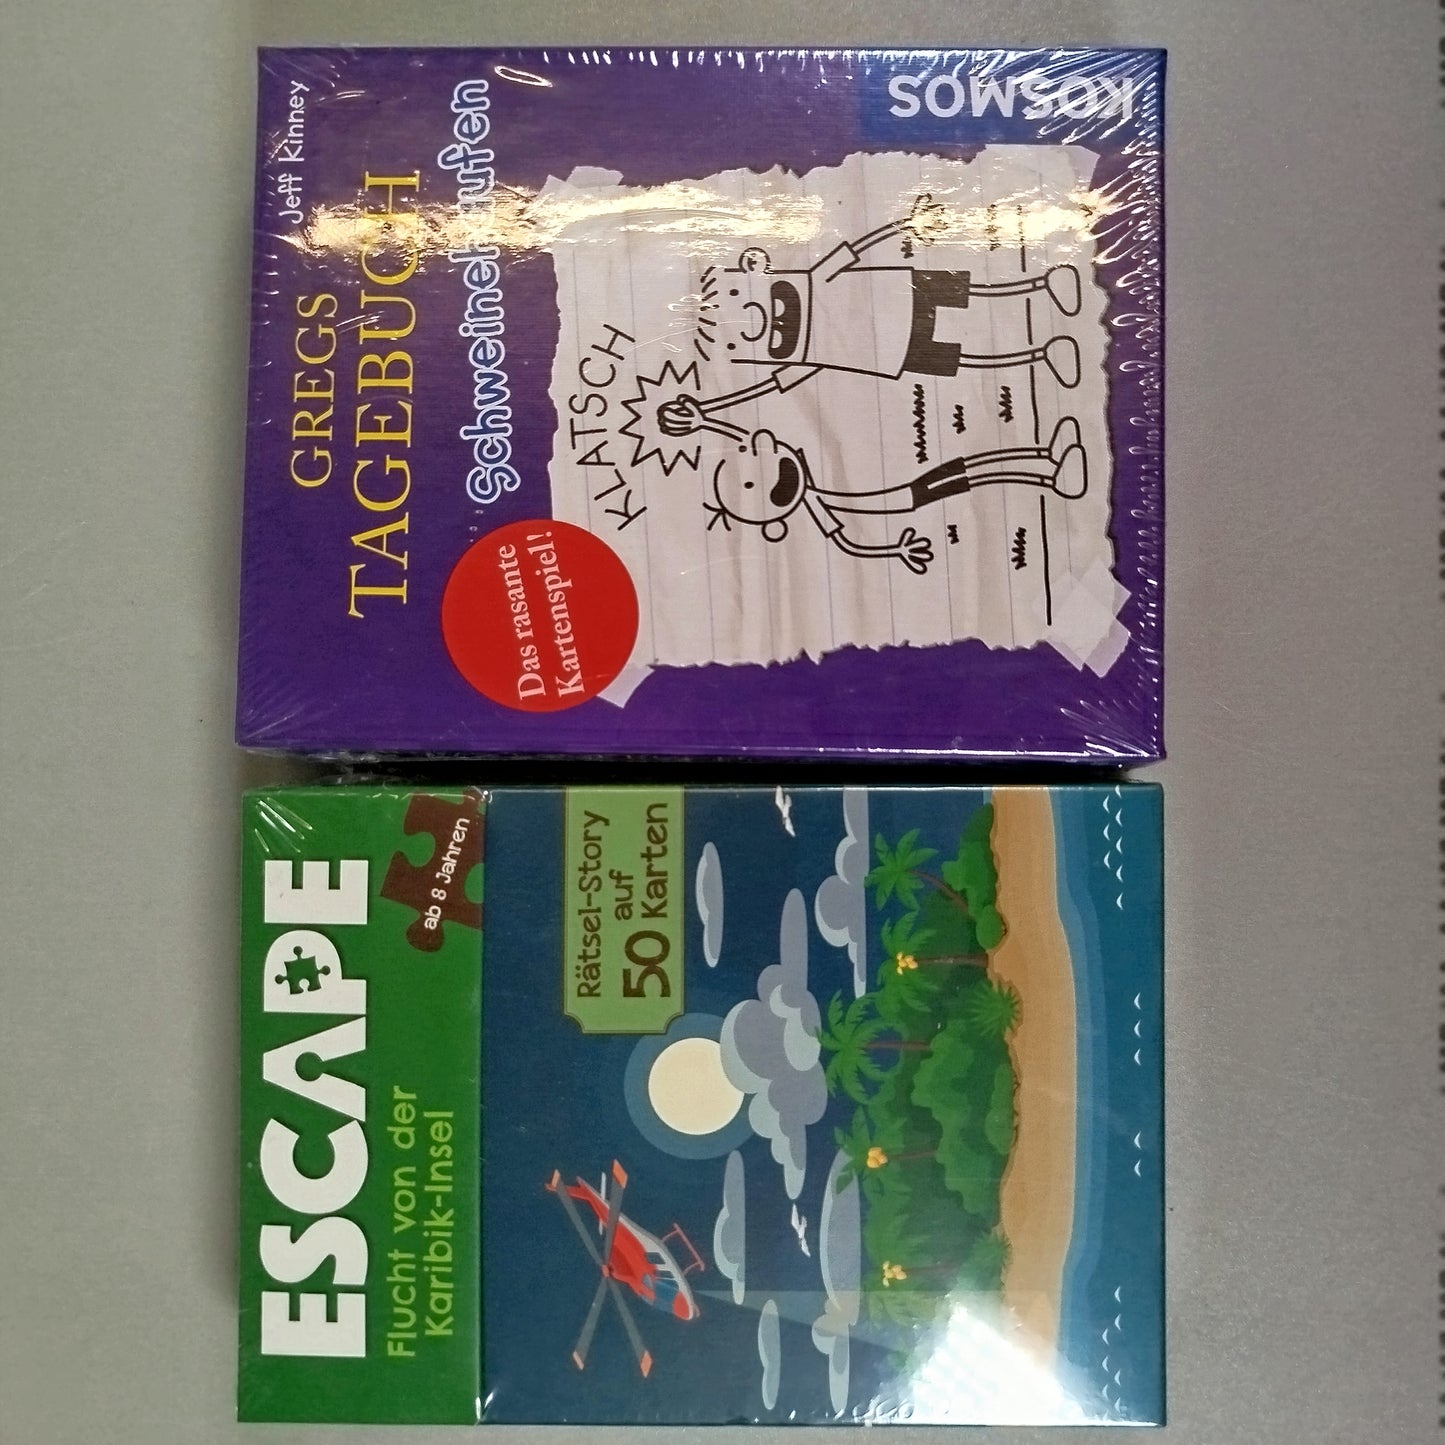 Jeff Kinney
GREGS
TAGEBUCH
Schweinehaufen
Das rasante
Kartenspiel!
KLATSCH
KOSMOS
ESCAPE
ab 8 Jahren
Flucht von der
Karibik-Insel
Rätsel-Story
auf
50 Karten